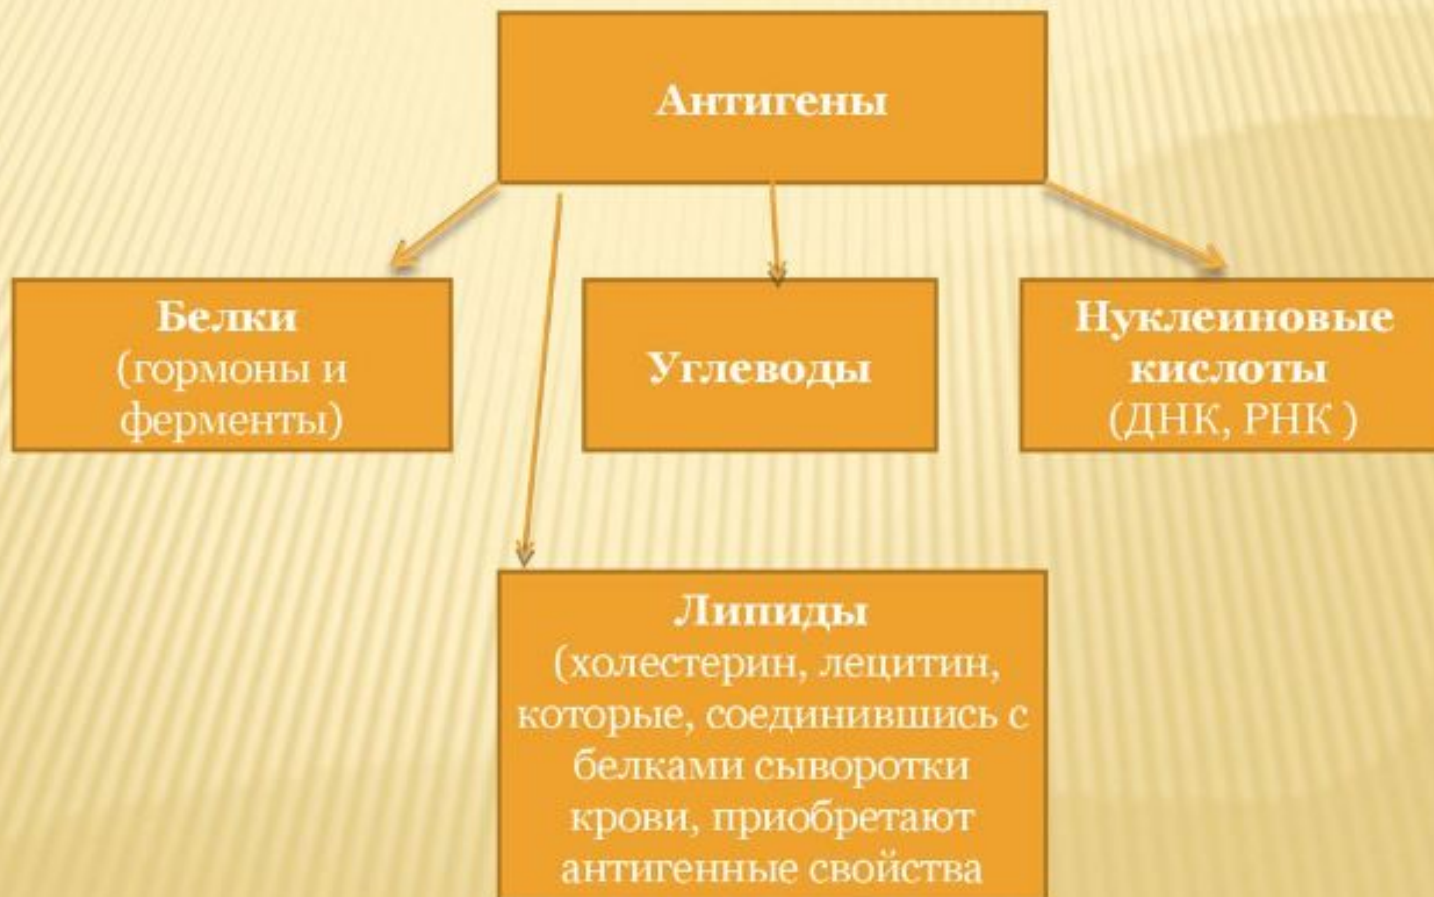 Антигены
Белки
(гормоны и
ферменты)
Углеводы
Нуклеиновые
кислоты
(ДНК, РНК )
Липиды
(холестерин, лецитин,
которые, соединившись с
белками сыворотки
крови, приобретают
антигенные свойства